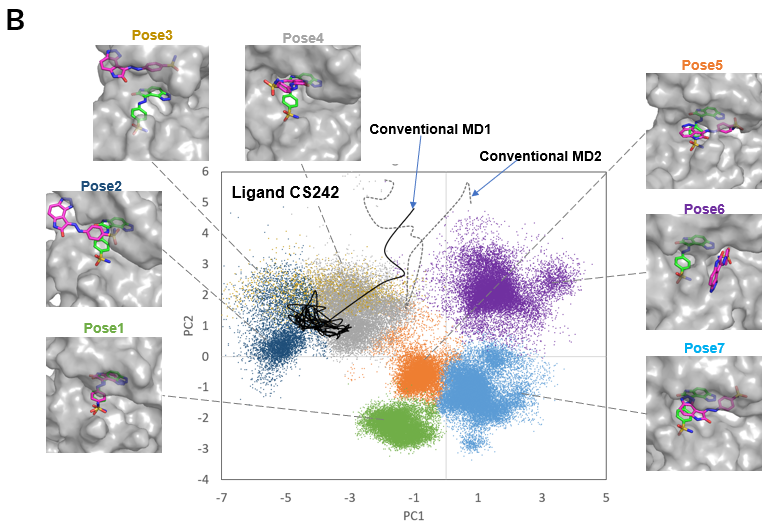 B
Pose3
Pose4
Pose5
Conventional MD1
Conventional MD2
Pose2
Ligand CS242
Pose6
Pose1
Pose7
PC2
6
5
4
3
2
1
0
-1
-2
-3
-4
-7
-5
-3
-1
1
3
5
PC1